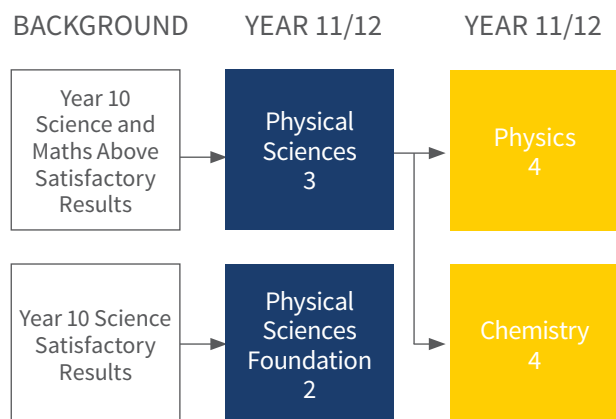 BACKGROUND
YEAR 11/12
YEAR 11/12
Year 10
Science and
Maths Above
Satisfactory
Results
Physical
Sciences
3
Physics
4
Year 10 Science
Satisfactory
Results
Physical
Sciences
Foundation
2
Chemistry
4